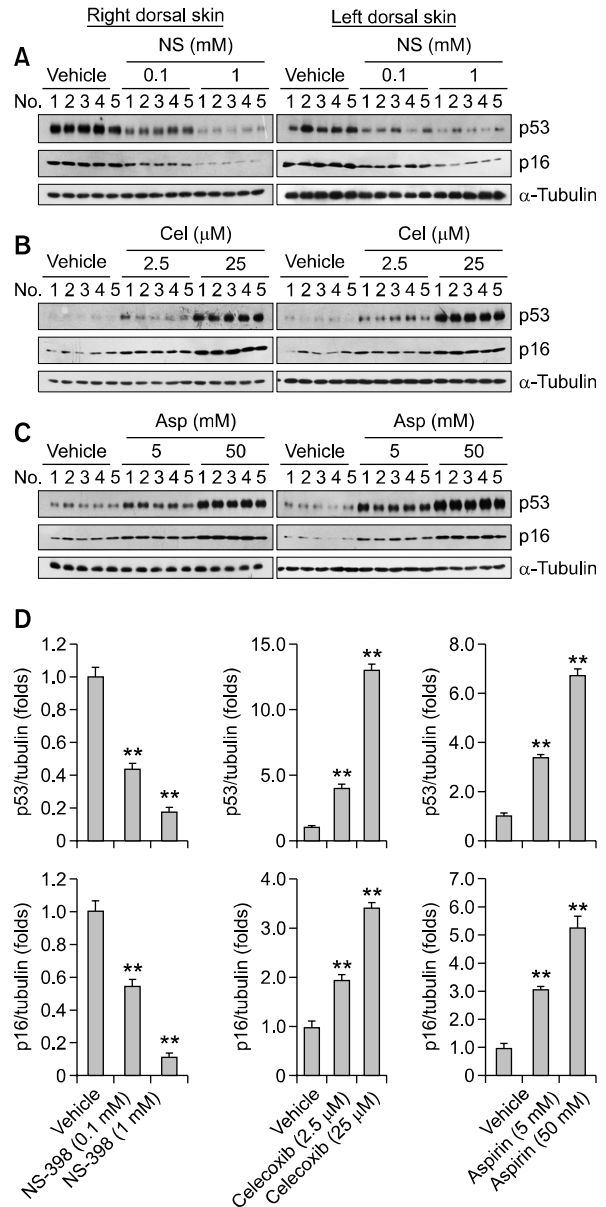 Right dorsal skin Left dorsal skin
A NS (mM) NS (mM)
Vehicle 0.1 1 Vehicle 0.1 1
No. 1 2 3 4 5 1 2 3 4 5 1 2 3 4 5 1 2 3 4 5 1 2 3 4 5 1 2 3 4 5
p53
p16
α-Tubulin
B Cel (μM) Cel (μM)
Vehicle 2.5 25 Vehicle 2.5 25
No. 1 2 3 4 5 1 2 3 4 5 1 2 3 4 5 1 2 3 4 5 1 2 3 4 5 1 2 3 4 5
p53
p16
α-Tubulin
C Asp (mM) Asp (mM)
Vehicle 5 50 Vehicle 5 50
No. 1 2 3 4 5 1 2 3 4 5 1 2 3 4 5 1 2 3 4 5 1 2 3 4 5 1 2 3 4 5
p53
p16
α-Tubulin
D
p53/tubulin (folds)
1.2
1.0
0.8
0.6
0.4
0.2
0
**
**
p53/tubulin (folds)
15.0
10.0
5.0
0
**
**
p53/tubulin (folds)
8.0
6.0
4.0
2.0
0
**
**
p16/tubulin (folds)
1.2
1.0
0.8
0.6
0.4
0.2
0
**
**
Vehicle
NS-398 (0.1 mM)
NS-398 (1 mM)
p16/tubulin (folds)
4.0
3.0
2.0
1.0
0
**
**
Vehicle
Celecoxib (2.5 μM)
Celecoxib (25 μM)
p16/tubulin (folds)
7.0
6.0
5.0
4.0
3.0
2.0
1.0
0
**
**
Vehicle
Aspirin (5 mM)
Aspirin (50 mM)